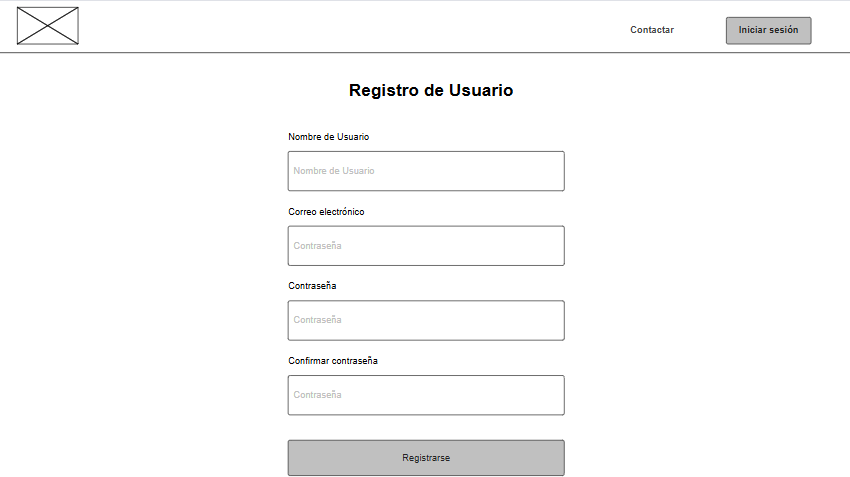 Contactar
Iniciar sesión
Registro de Usuario
Nombre de Usuario
Nombre de Usuario
Correo electrónico
Contraseña
Contraseña
Contraseña
Confirmar contraseña
Contraseña
Registrarse